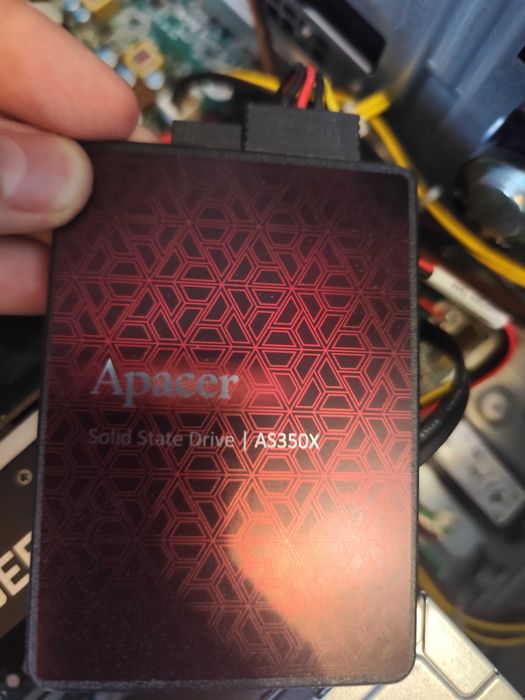 Apacer
Solid State Drive | AS350X